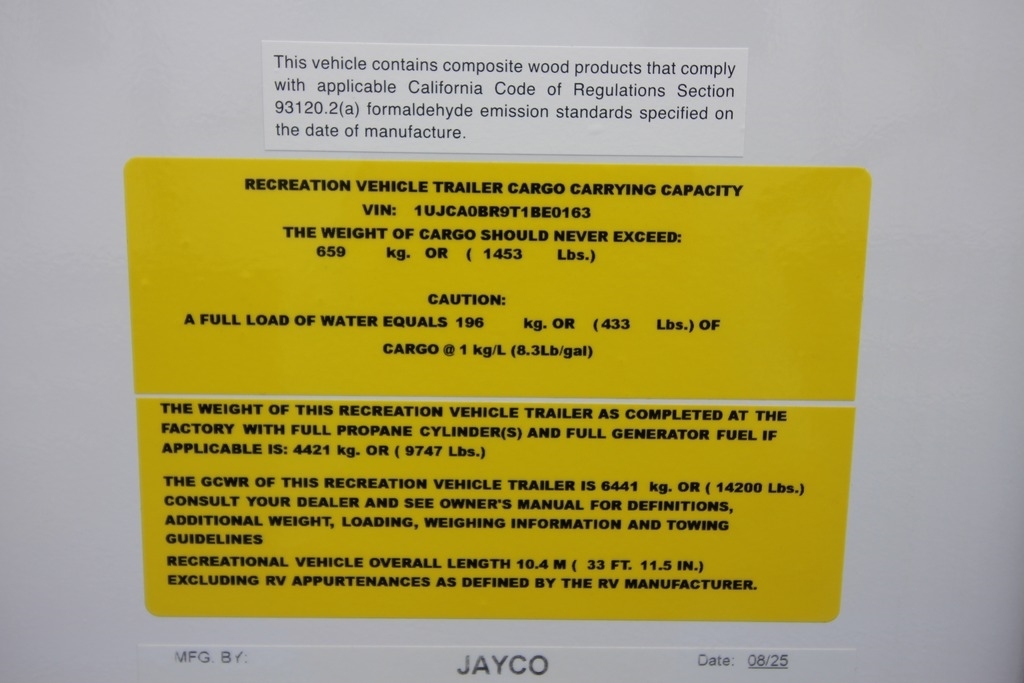 This vehicle contains composite wood products that comply
with applicable California Code of Regulations Section
93120.2(a) formaldehyde emission standards specified on
the date of manufacture.
RECREATION VEHICLE TRAILER CARGO CARRYING CAPACITY
VIN: 1UJCA0BR9T1BE0163
THE WEIGHT OF CARGO SHOULD NEVER EXCEED:
659 kg. OR ( 1453 Lbs.)
CAUTION:
A FULL LOAD OF WATER EQUALS 196 kg. OR (433 Lbs.) OF
CARGO @ 1 kg/L (8.3Lb/gal)
THE WEIGHT OF THIS RECREATION VEHICLE TRAILER AS COMPLETED AT THE
FACTORY WITH FULL PROPANE CYLINDER(S) AND FULL GENERATOR FUEL IF
APPLICABLE IS: 4421 kg. OR ( 9747 Lbs.)
THE GCWR OF THIS RECREATION VEHICLE TRAILER IS 6441 kg. OR ( 14200 Lbs.)
CONSULT YOUR DEALER AND SEE OWNER'S MANUAL FOR DEFINITIONS,
ADDITIONAL WEIGHT, LOADING, WEIGHING INFORMATION AND TOWING
GUIDELINES
RECREATIONAL VEHICLE OVERALL LENGTH 10.4 M ( 33 FT. 11.5 IN.)
EXCLUDING RV APPURTENANCES AS DEFINED BY THE RV MANUFACTURER.
MFG. BY: JAYCO Date: 08/25